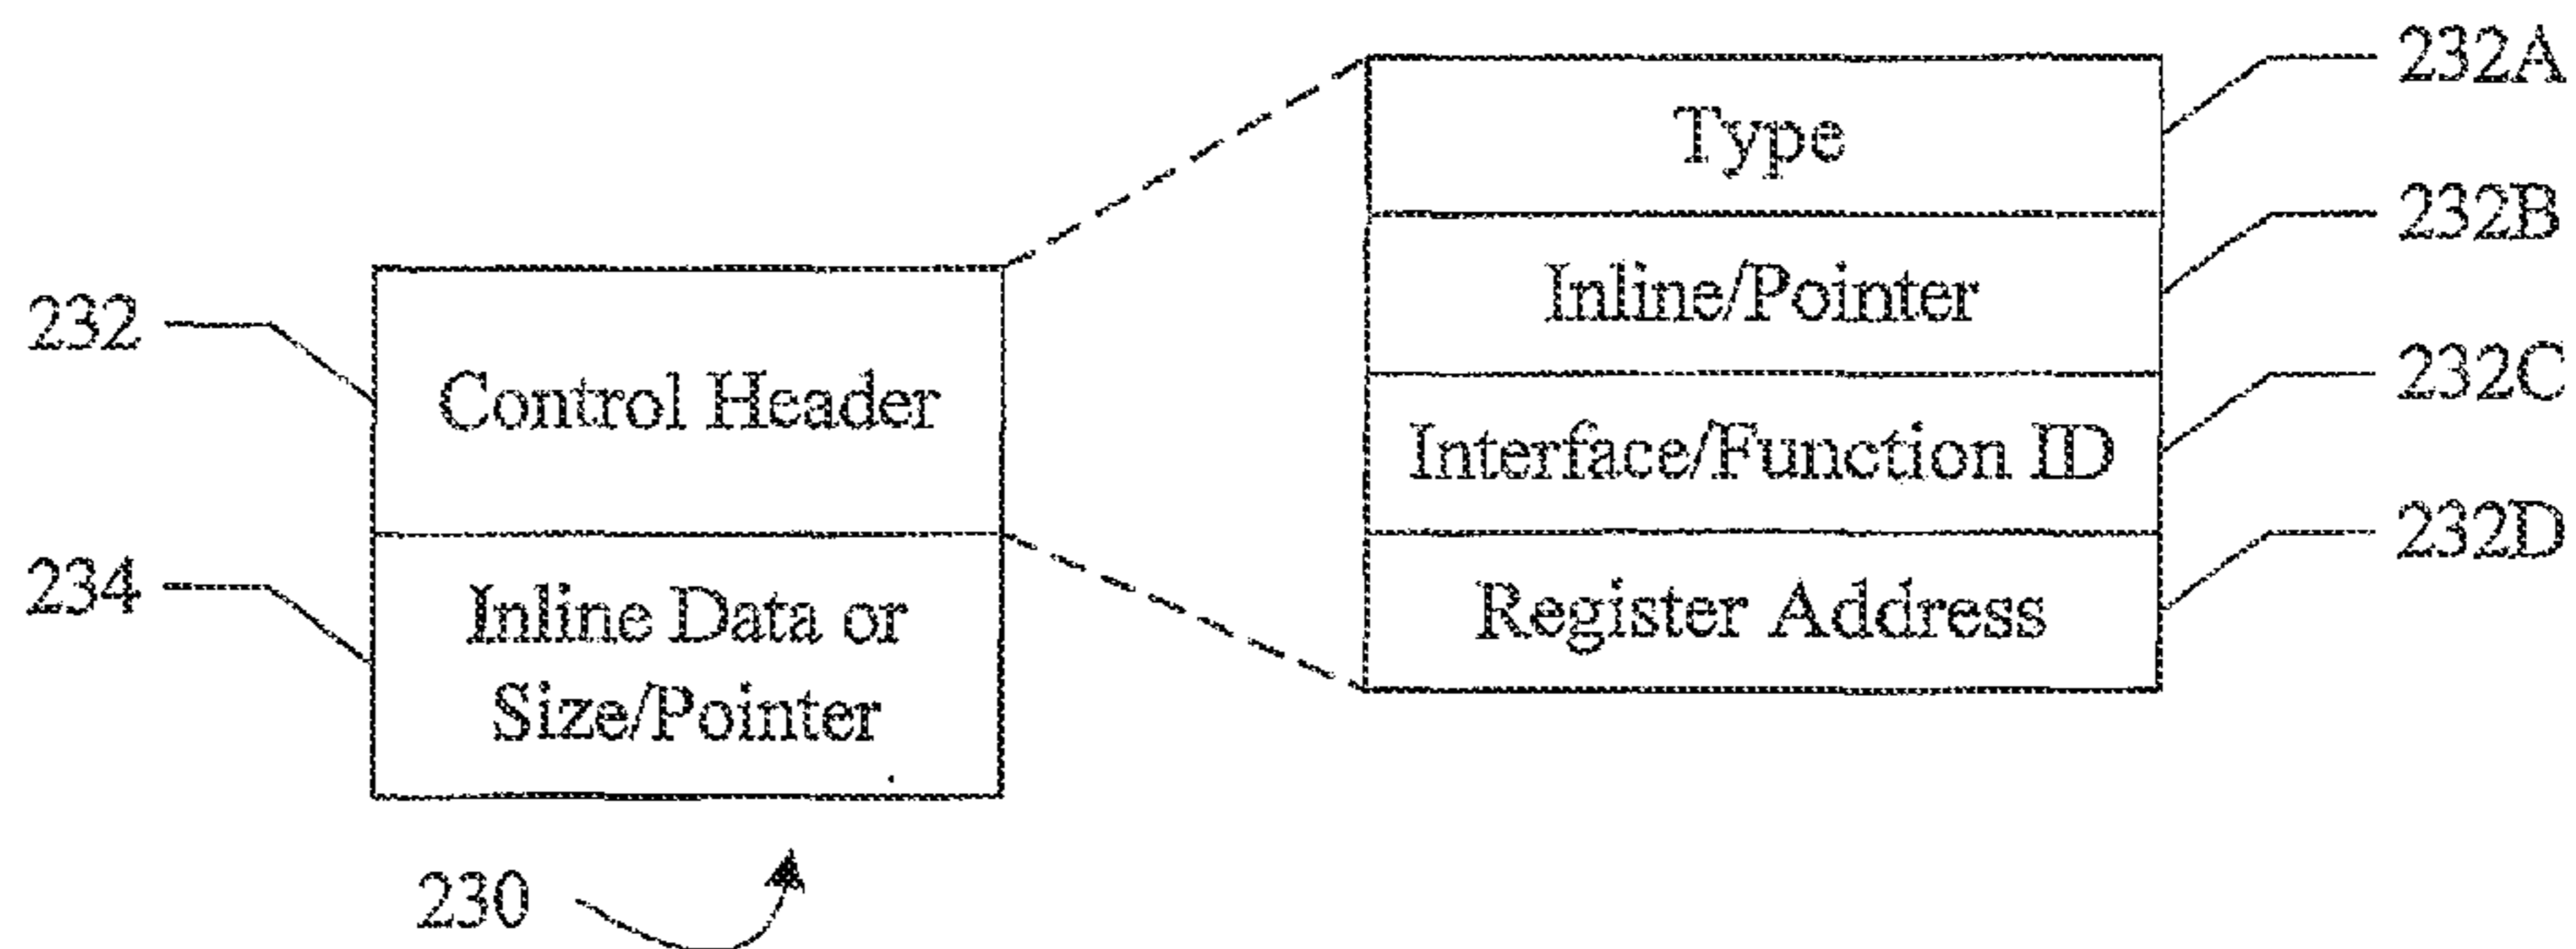 232
Control Header
234
Inline Data or
Size/Pointer
230
Type
232A
Inline/Pointer
232B
Interface/Function ID
232C
Register Address
232D